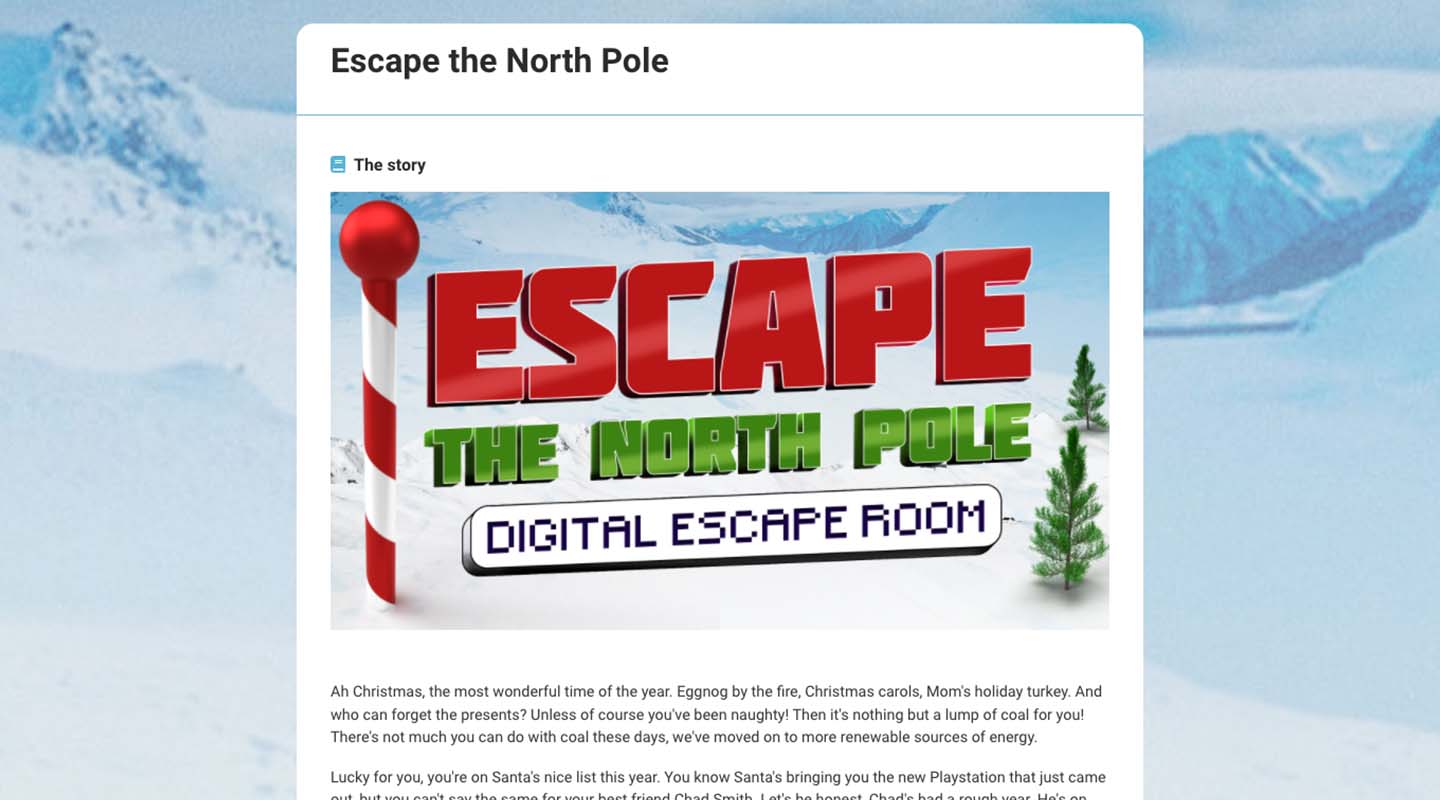 Escape the North Pole
The story
ESCAPE
THE NORTH POLE
DIGITAL ESCAPE ROOM
Ah Christmas, the most wonderful time of the year. Eggnog by the fire, Christmas carols, Mom's holiday turkey. And
who can forget the presents? Unless of course you've been naughty! Then it's nothing but a lump of coal for you!
There's not much you can do with coal these days, we've moved on to more renewable sources of energy.
Lucky for you, you're on Santa's nice list this year. You know Santa's bringing you the new Playstation that just came
out, but you can't say the same for your best friend Chad Smith. Let's be honest, Chad's had a rough year. He's on